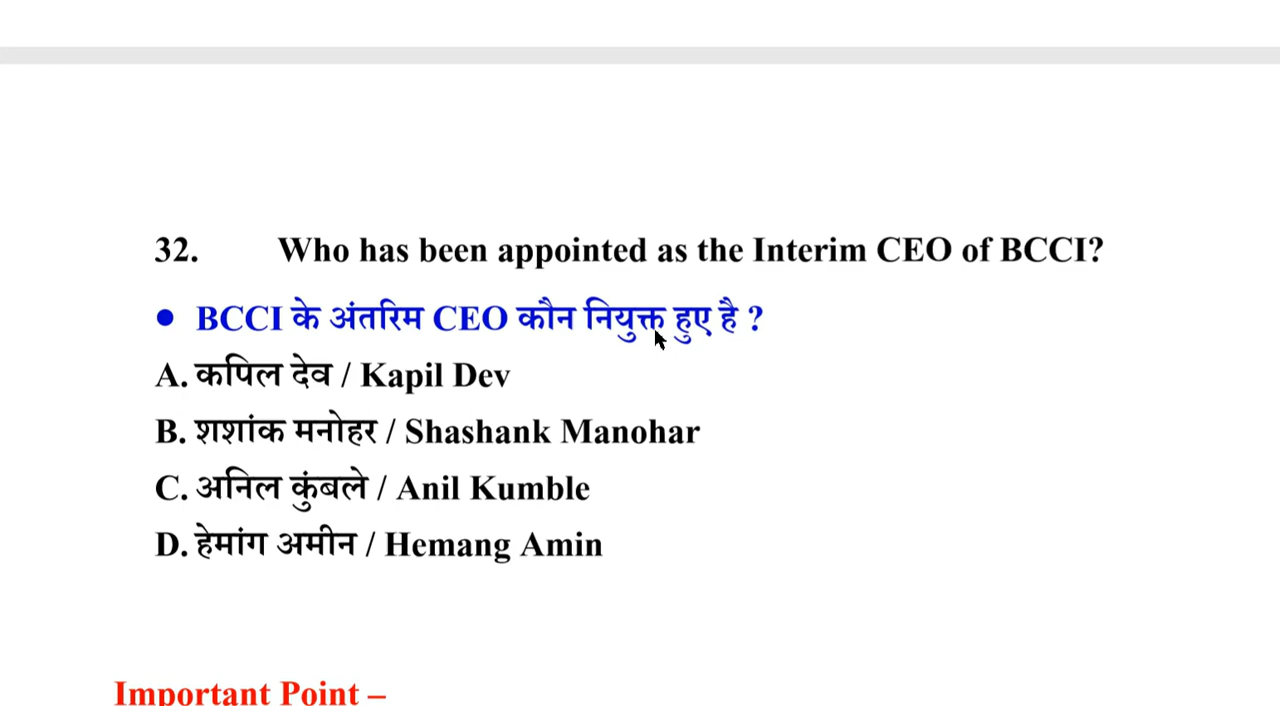 32. Who has been appointed as the Interim CEO of BCCI?
● BCCI के अंतरिम CEO कौन नियुक्त हुए है ?
A. कपिल देव / Kapil Dev
B. शशांक मनोहर / Shashank Manohar
C. अनिल कुंबले / Anil Kumble
D. हेमांग अमीन / Hemang Amin
Important Point –